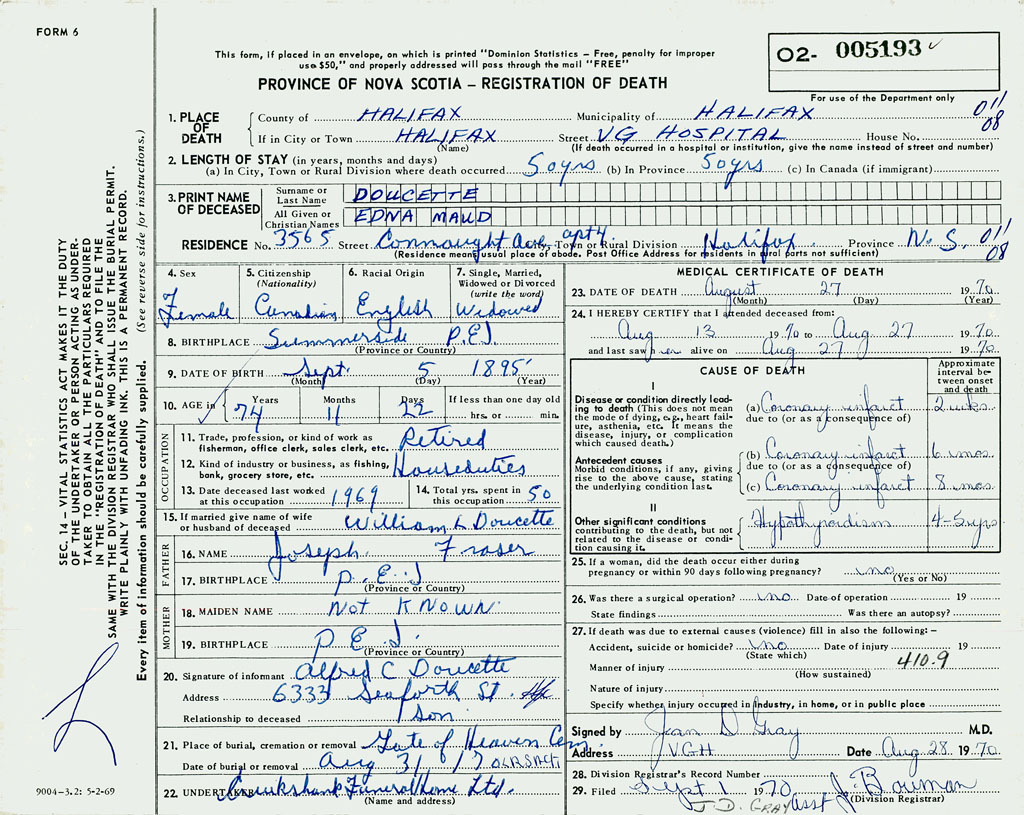 FORM 6
This form, if placed in an envelope, on which is printed "Dominion Statistics – Free, penalty for improper
use $50," and properly addressed will pass through the mail "FREE"
PROVINCE OF NOVA SCOTIA – REGISTRATION OF DEATH
O2- 005193
For use of the Department only
SEC. 14 – VITAL STATISTICS ACT MAKES IT THE DUTY
OF THE UNDERTAKER OR PERSON ACTING AS UNDER-
TAKER TO OBTAIN ALL THE PARTICULARS REQUIRED
IN THE "REGISTRATION OF DEATH" AND TO FILE THE
SAME WITH THE DIVISION REGISTRAR WHO SHALL ISSUE THE BURIAL PERMIT.
WRITE PLAINLY WITH UNFADING INK. THIS IS A PERMANENT RECORD.
Every item of information should be carefully supplied. (See reverse side for instructions.)
1. PLACE OF DEATH
County of HALIFAX Municipality of HALIFAX 011/08
If in City or Town HALIFAX Street VG HOSPITAL House No.
(Name) (If death occurred in a hospital or institution, give the name instead of street and number)
2. LENGTH OF STAY (in years, months and days)
(a) In City, Town or Rural Division where death occurred 50 yrs (b) In Province 50 yrs (c) In Canada (if immigrant)
3. PRINT NAME OF DECEASED
Surname or Last Name DOUCETTE
All Given or Christian Names EDNA MAUD
RESIDENCE No. 3565 Street Connaught Ave, apt 4 City, Town or Rural Division Halifax Province N.S. 011/08
(Residence means usual place of abode. Post Office Address for residents in rural parts not sufficient)
4. Sex Female
5. Citizenship (Nationality) Canadian
6. Racial Origin English
7. Single, Married, Widowed or Divorced (write the word) Widowed
8. BIRTHPLACE Summerside P.E.I.
(Province or Country)
9. DATE OF BIRTH Sept. 5 1895
(Month) (Day) (Year)
10. AGE in Years 74 Months 11 Days 22 If less than one day old hrs. or min.
OCCUPATION
11. Trade, profession, or kind of work as fisherman, office clerk, sales clerk, etc. Retired
12. Kind of industry or business, as fishing, bank, grocery store, etc. Houseduties
13. Date deceased last worked at this occupation 1969
14. Total yrs. spent in this occupation 50
15. If married give name of wife or husband of deceased William L Doucette
FATHER
16. NAME Joseph Fraser
17. BIRTHPLACE P.E.I
(Province or Country)
MOTHER
18. MAIDEN NAME Not Known
19. BIRTHPLACE P.E.I.
(Province or Country)
20. Signature of informant Alfred C Doucette
Address 6333 Seaforth St. Hfx
Relationship to deceased Son
21. Place of burial, cremation or removal Gate of Heaven Cem
Date of burial or removal Aug 31 / 70
22. UNDERTAKER Cruikshank Funeral Home Ltd.
(Name and address)
9004–3.2: 5-2-69
MEDICAL CERTIFICATE OF DEATH
23. DATE OF DEATH August 27 1970
(Month) (Day) (Year)
24. I HEREBY CERTIFY that I attended deceased from:
Aug 13 1970 to Aug 27 1970
and last saw her alive on Aug 27 1970
CAUSE OF DEATH
Approximate interval between onset and death
I
Disease or condition directly leading to death (This does not mean the mode of dying, e.g., heart failure, asthenia, etc. It means the disease, injury, or complication which caused death.)
(a) Coronary infarct 2 wks.
due to (or as a consequence of)
Antecedent causes
Morbid conditions, if any, giving rise to the above cause, stating the underlying condition last.
(b) Coronary infarct 6 mos
due to (or as a consequence of)
(c) Coronary infarct 8 mos
II
Other significant conditions contributing to the death, but not related to the disease or condition causing it.
Hypothyroidism 4-5 yrs
25. If a woman, did the death occur either during pregnancy or within 90 days following pregnancy? no
(Yes or No)
26. Was there a surgical operation? no Date of operation 19
State findings Was there an autopsy?
27. If death was due to external causes (violence) fill in also the following: –
Accident, suicide or homicide? no Date of injury 19
(State which)
Manner of injury 410.9
(How sustained)
Nature of injury
Specify whether injury occurred in industry, in home, or in public place
Signed by Jean D Gray M.D.
Address VGH Date Aug 28 1970
28. Division Registrar's Record Number
29. Filed Sept 1 1970 J. Bowman
J. D. GRAY asst (Division Registrar)